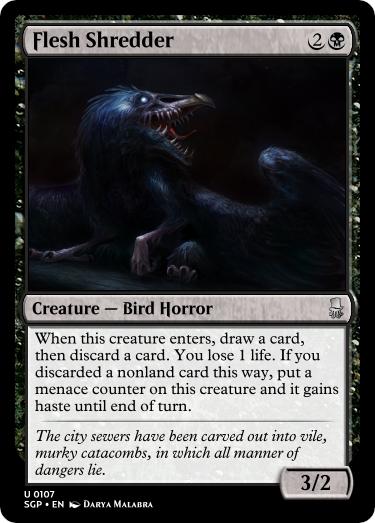 Flesh Shredder 2
Creature — Bird Horror
When this creature enters, draw a card,
then discard a card. You lose 1 life. If you
discarded a nonland card this way, put a
menace counter on this creature and it gains
haste until end of turn.
The city sewers have been carved out into vile,
murky catacombs, in which all manner of
dangers lie.
3/2
U 0107
SGP • EN Darya Malabra